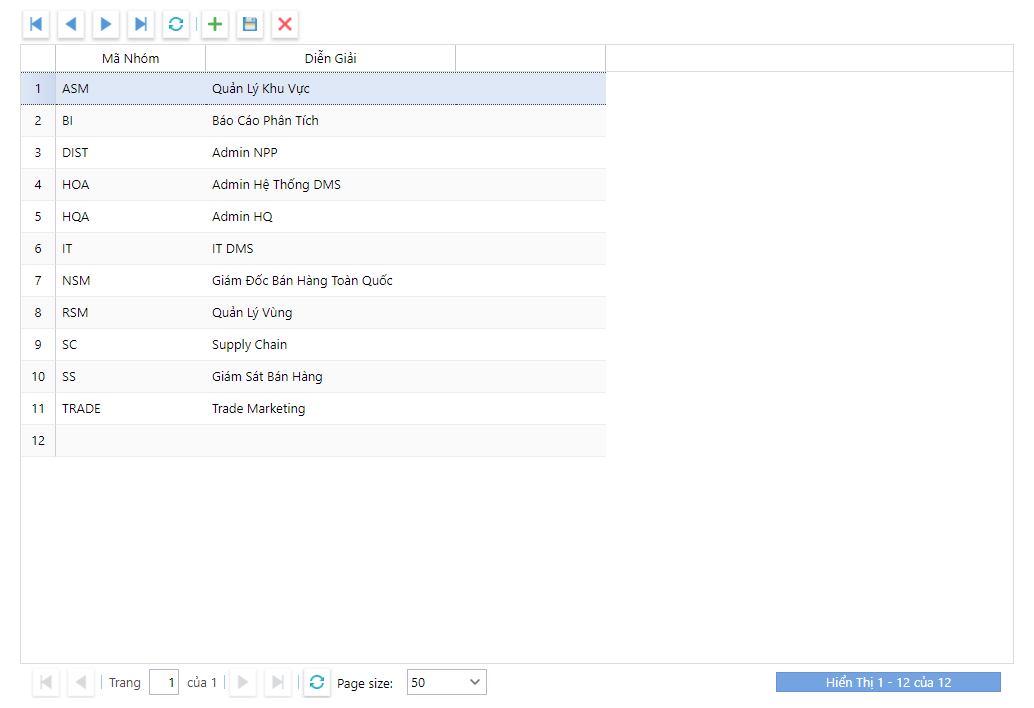 Mã Nhóm Diễn Giải
1 ASM Quản Lý Khu Vực
2 BI Báo Cáo Phân Tích
3 DIST Admin NPP
4 HOA Admin Hệ Thống DMS
5 HQA Admin HQ
6 IT IT DMS
7 NSM Giám Đốc Bán Hàng Toàn Quốc
8 RSM Quản Lý Vùng
9 SC Supply Chain
10 SS Giám Sát Bán Hàng
11 TRADE Trade Marketing
12
Trang 1 của 1 Page size: 50 Hiển Thị 1 - 12 của 12